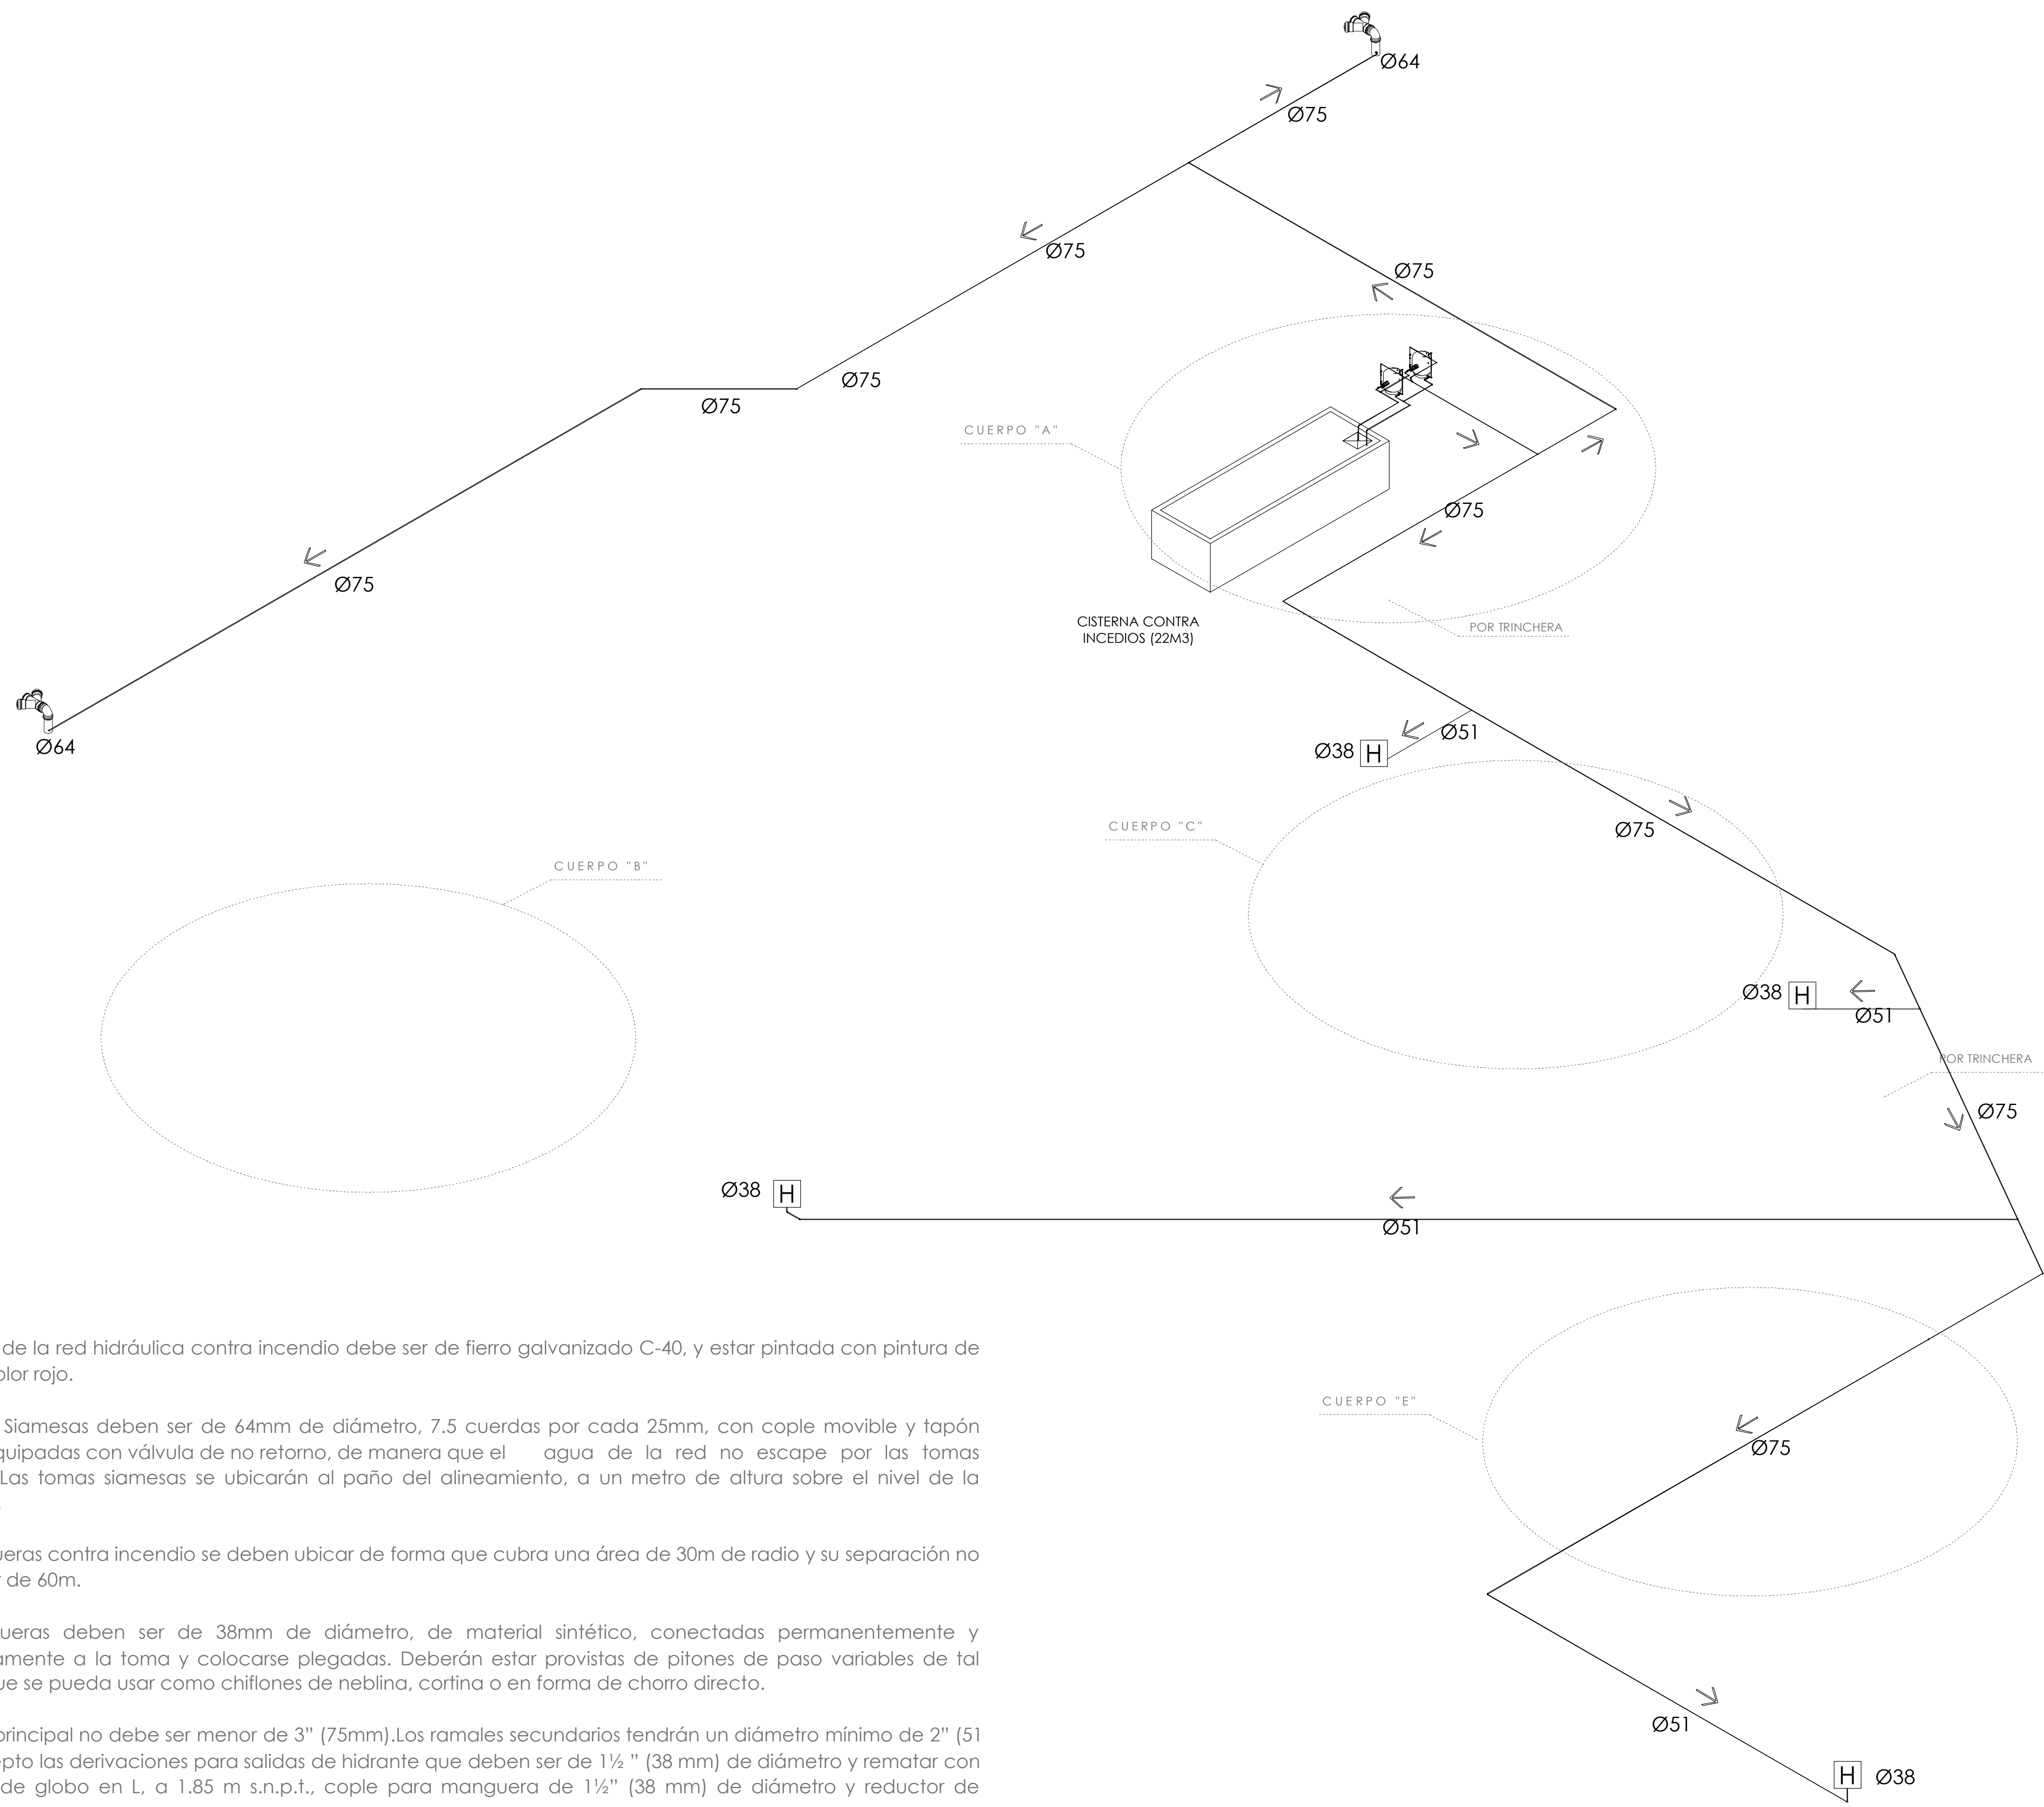 Ø64
Ø75
Ø75
Ø75
Ø75
Ø75
CUERPO "A"
Ø75
Ø75
CISTERNA CONTRA
INCEDIOS (22M3)
POR TRINCHERA
Ø64
Ø51
Ø38 H
CUERPO "C"
Ø75
CUERPO "B"
Ø38 H
Ø51
POR TRINCHERA
Ø75
Ø38 H
Ø51
de la red hidráulica contra incendio debe ser de fierro galvanizado C-40, y estar pintada con pintura de
olor rojo.
Siamesas deben ser de 64mm de diámetro, 7.5 cuerdas por cada 25mm, con cople movible y tapón
quipadas con válvula de no retorno, de manera que el agua de la red no escape por las tomas
Las tomas siamesas se ubicarán al paño del alineamiento, a un metro de altura sobre el nivel de la
ueras contra incendio se deben ubicar de forma que cubra una área de 30m de radio y su separación no
r de 60m.
ueras deben ser de 38mm de diámetro, de material sintético, conectadas permanentemente y
amente a la toma y colocarse plegadas. Deberán estar provistas de pitones de paso variables de tal
ue se pueda usar como chiflones de neblina, cortina o en forma de chorro directo.
principal no debe ser menor de 3” (75mm).Los ramales secundarios tendrán un diámetro mínimo de 2” (51
epto las derivaciones para salidas de hidrante que deben ser de 1½ ” (38 mm) de diámetro y rematar con
de globo en L, a 1.85 m s.n.p.t., cople para manguera de 1½” (38 mm) de diámetro y reductor de
CUERPO "E"
Ø75
Ø51
H Ø38